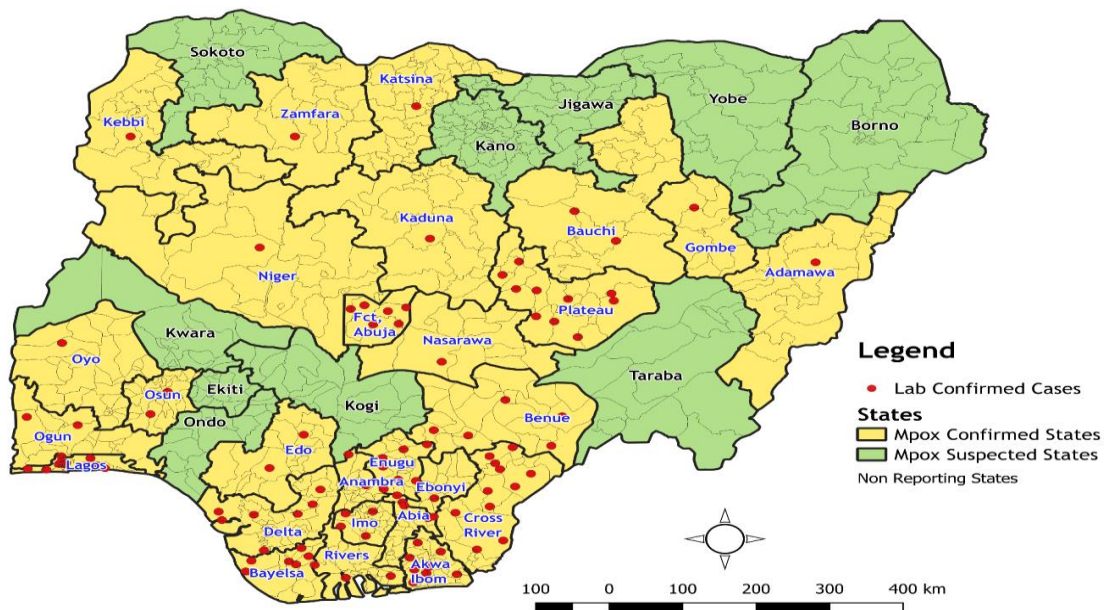 Sokoto
Katsina
Kebbi
Zamfara
Jigawa
Yobe
Borno
Kano
Kaduna
Bauchi
Gombe
Niger
Adamawa
Fct,
Abuja
Plateau
Nasarawa
Kwara
Oyo
Taraba
Ekiti
Osun
Kogi
Ondo
Benue
Ogun
Edo
Lagos
Enugu
Anambra
Ebonyi
Abia
Imo
Cross
River
Delta
Rivers
Akwa
Ibom
Bayelsa
Legend
Lab Confirmed Cases
States
Mpox Confirmed States
Mpox Suspected States
Non Reporting States
100 0 100 200 300 400 km